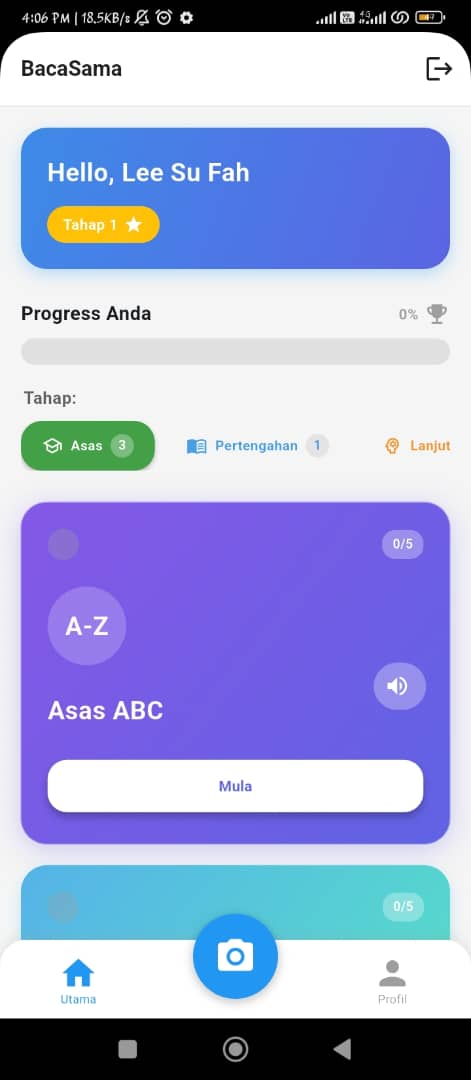 4:06 PM | 18.5KB/s
BacaSama
Hello, Lee Su Fah
Tahap 1
Progress Anda
0%
Tahap:
Asas 3
Pertengahan 1
Lanjut
0/5
A-Z
Asas ABC
Mula
0/5
Utama
Profil